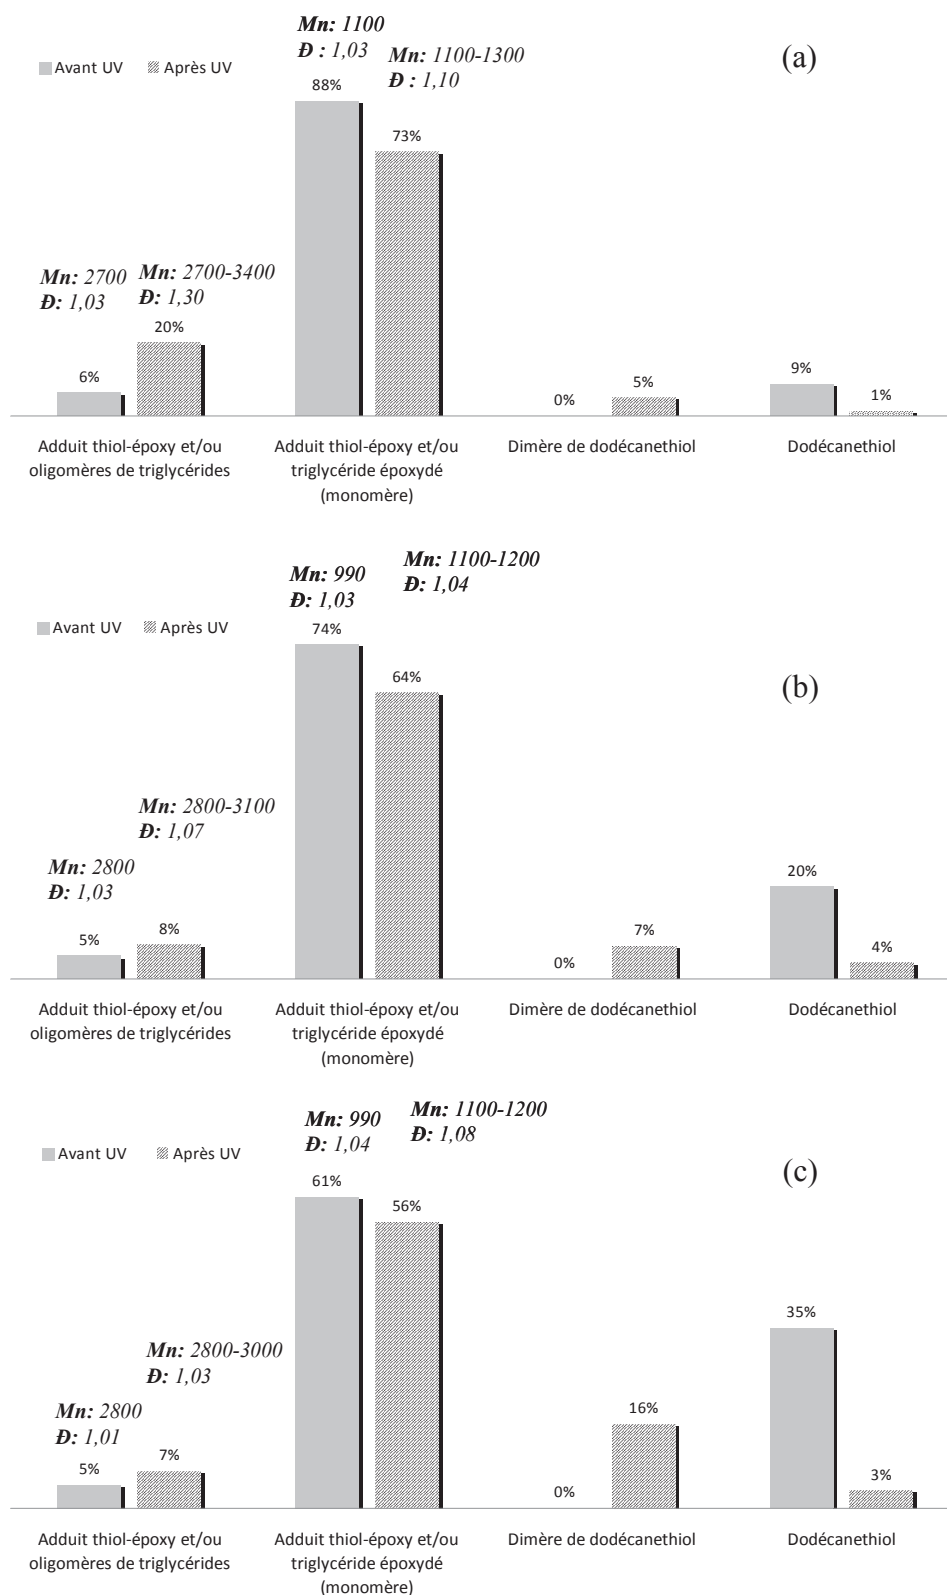 Mn: 1100
Đ : 1,03
Mn: 1100-1300
Đ : 1,10
(a)
Avant UV Après UV
88%
73%
Mn: 2700
Đ: 1,03
Mn: 2700-3400
Đ: 1,30
20%
6%
0%
5%
9%
1%
Adduit thiol-époxy et/ou
oligomères de triglycérides
Adduit thiol-époxy et/ou
triglycéride époxydé
(monomère)
Dimère de dodécanethiol
Dodécanethiol
Mn: 990
Đ: 1,03
Mn: 1100-1200
Đ: 1,04
Avant UV Après UV
74%
64%
(b)
Mn: 2800-3100
Đ: 1,07
Mn: 2800
Đ: 1,03
5%
8%
0%
7%
20%
4%
Adduit thiol-époxy et/ou
oligomères de triglycérides
Adduit thiol-époxy et/ou
triglycéride époxydé
(monomère)
Dimère de dodécanethiol
Dodécanethiol
Mn: 990
Đ: 1,04
Mn: 1100-1200
Đ: 1,08
Avant UV Après UV
(c)
61%
56%
35%
Mn: 2800-3000
Đ: 1,03
Mn: 2800
Đ: 1,01
5%
7%
0%
16%
3%
Adduit thiol-époxy et/ou
oligomères de triglycérides
Adduit thiol-époxy et/ou
triglycéride époxydé
(monomère)
Dimère de dodécanethiol
Dodécanethiol